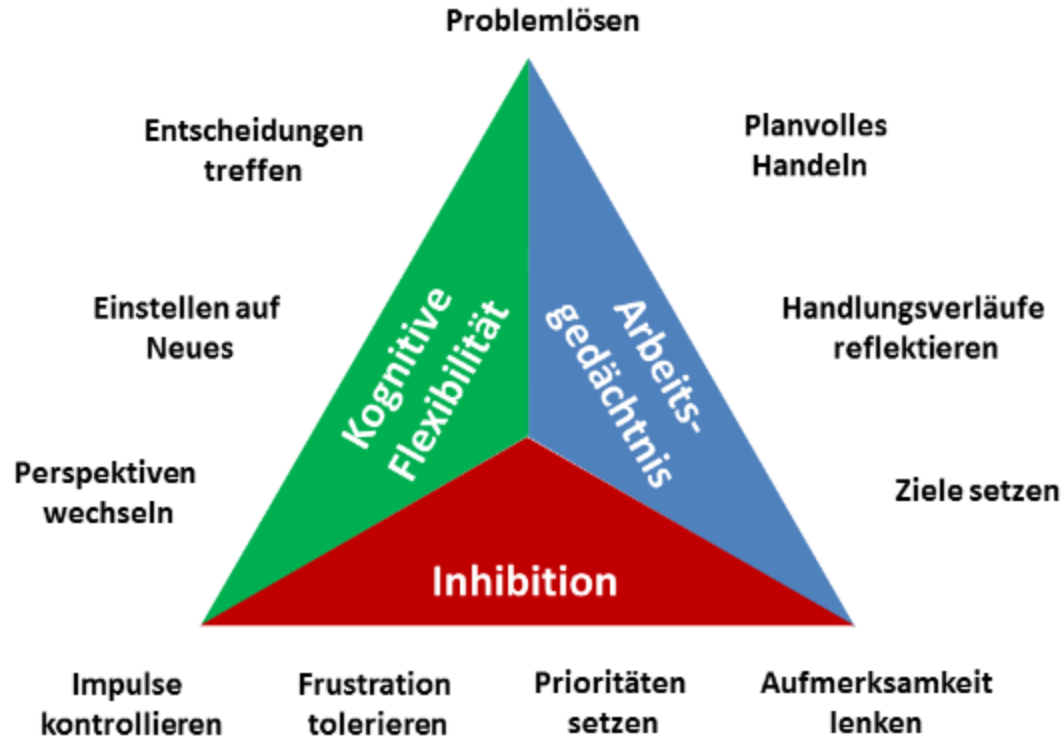 Problemlösen
Entscheidungen
treffen
Planvolles
Handeln
Einstellen auf
Neues
Kognitive
Flexibilität
Arbeits-
gedächtnis
Handlungsverläufe
reflektieren
Perspektiven
wechseln
Ziele setzen
Inhibition
Impulse
kontrollieren
Frustration
tolerieren
Prioritäten
setzen
Aufmerksamkeit
lenken